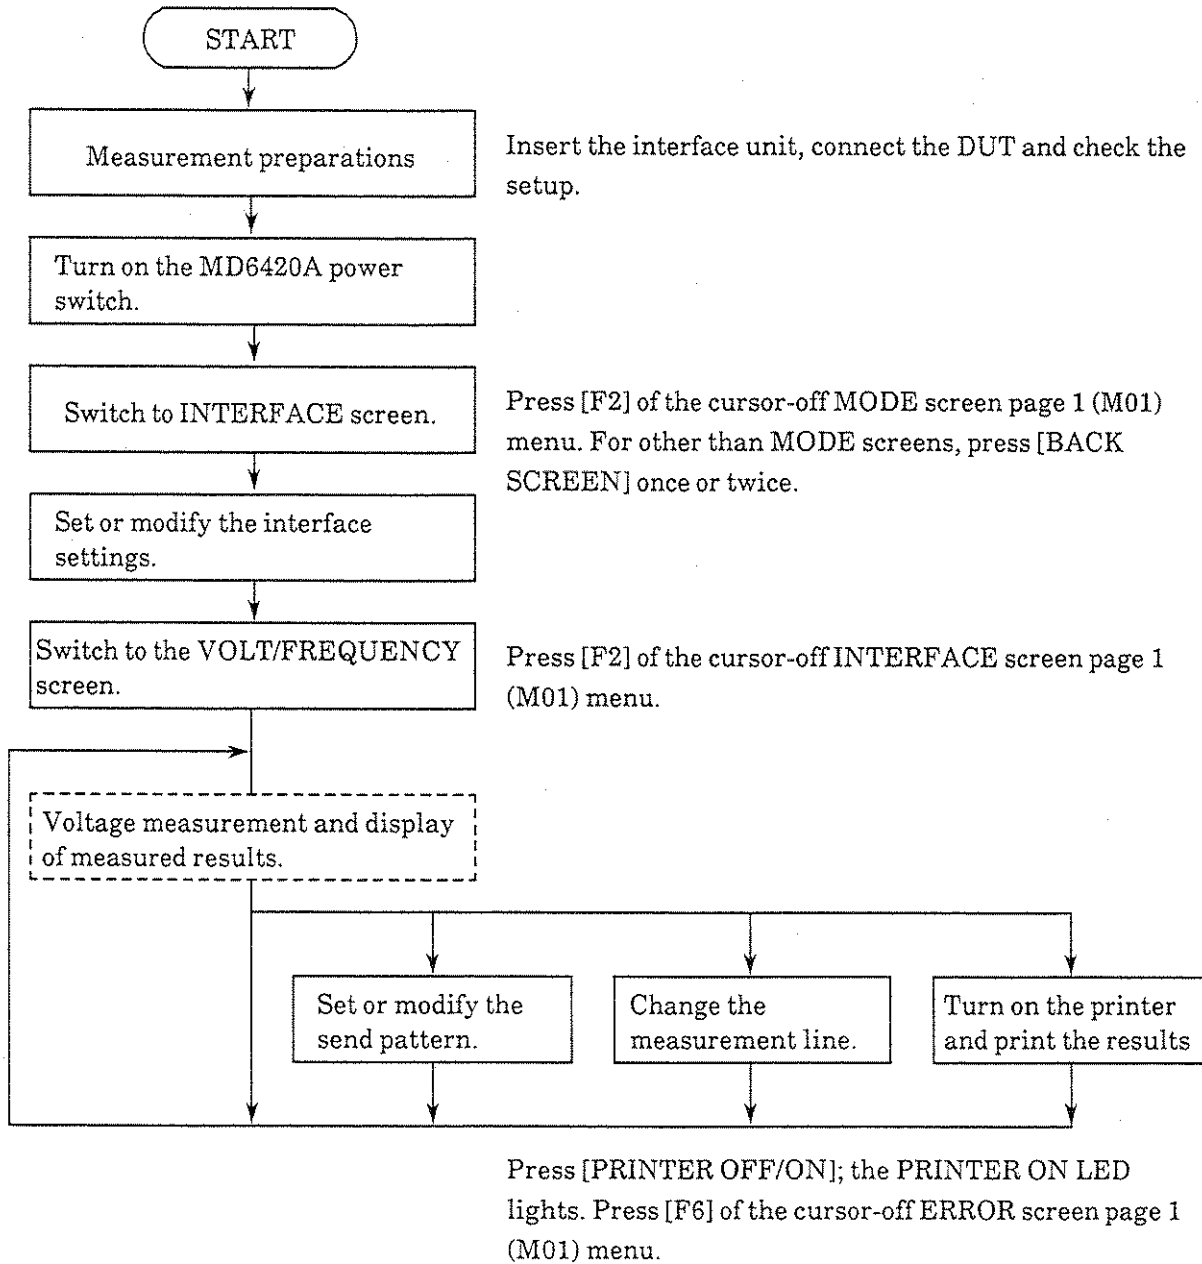 START
Measurement preparations
Insert the interface unit, connect the DUT and check the
setup.
Turn on the MD6420A power
switch.
Switch to INTERFACE screen.
Press [F2] of the cursor-off MODE screen page 1 (M01)
menu. For other than MODE screens, press [BACK
SCREEN] once or twice.
Set or modify the interface
settings.
Switch to the VOLT/FREQUENCY
screen.
Press [F2] of the cursor-off INTERFACE screen page 1
(M01) menu.
Voltage measurement and display
of measured results.
Set or modify the
send pattern.
Change the
measurement line.
Turn on the printer
and print the results
Press [PRINTER OFF/ON]; the PRINTER ON LED
lights. Press [F6] of the cursor-off ERROR screen page 1
(M01) menu.